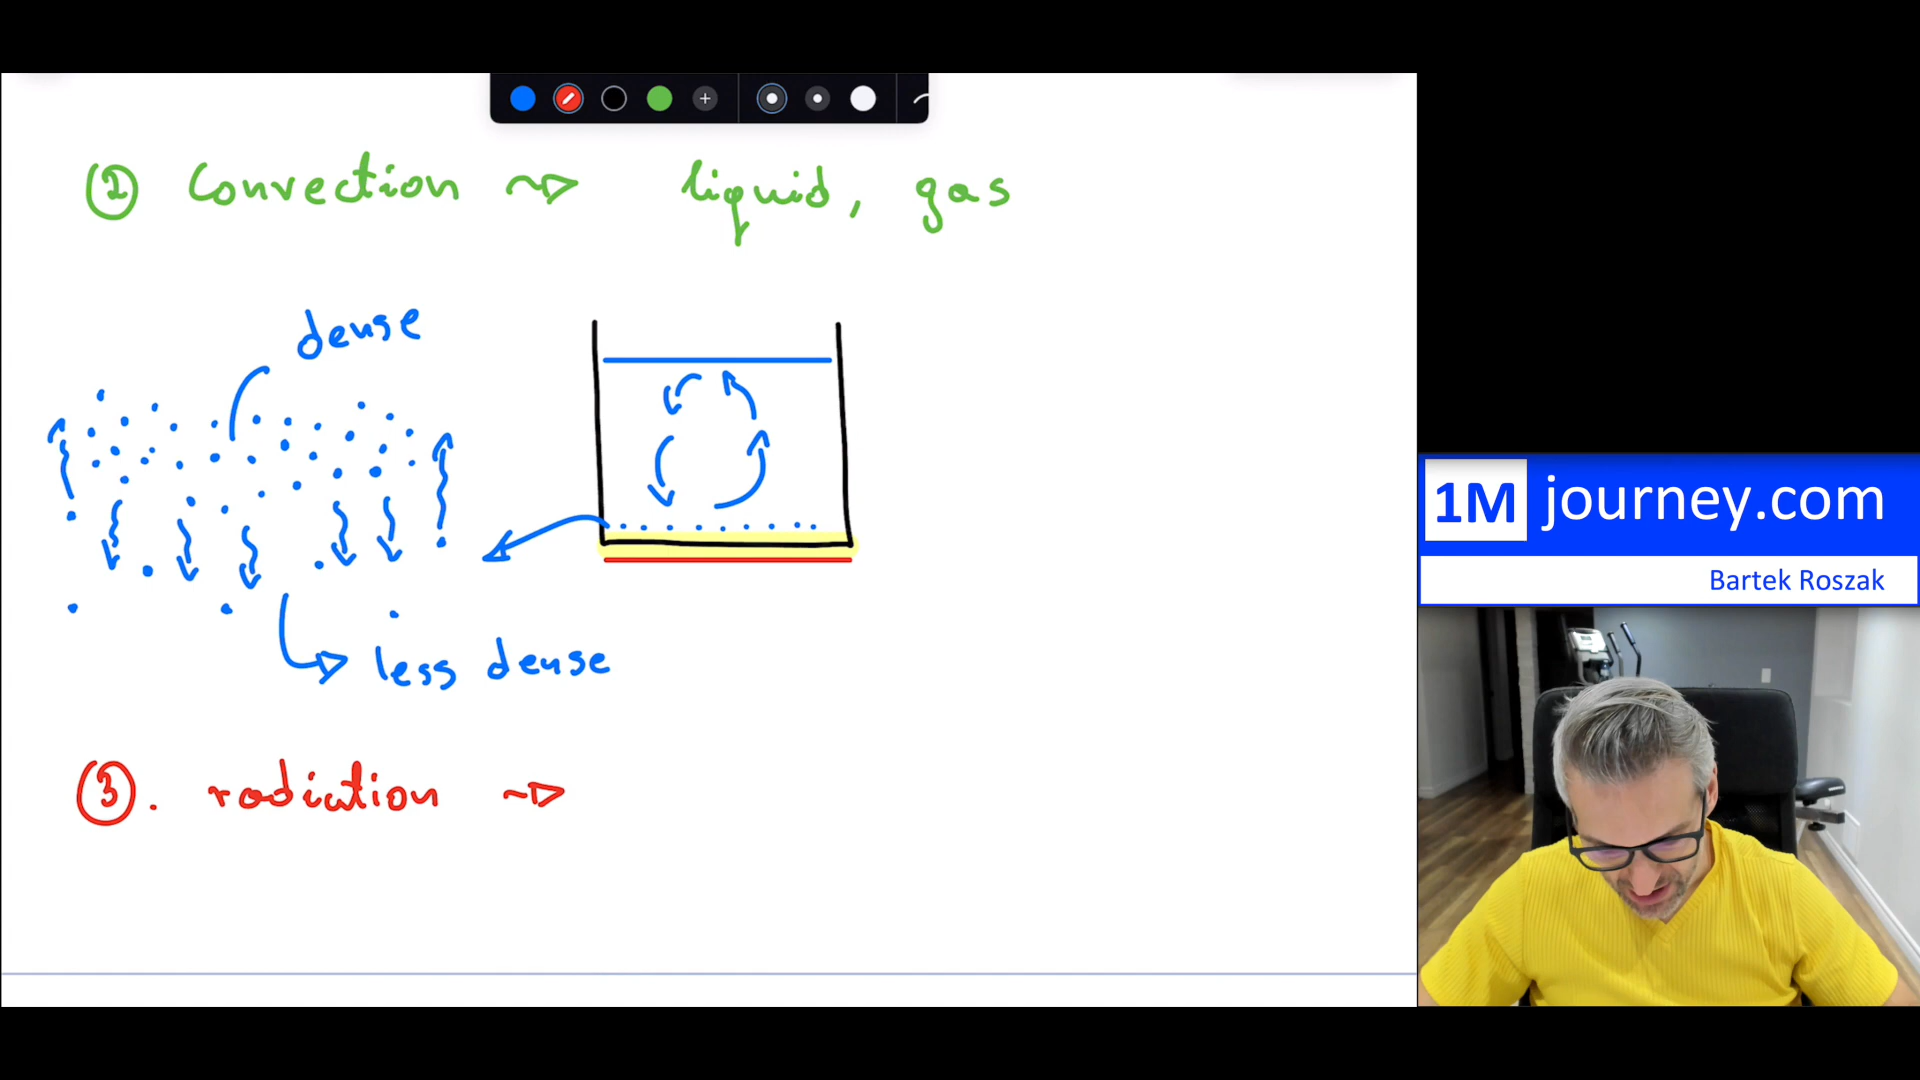 ② Convection ⇝ liquid, gas
dense
less dense
③. radiation ⇝
1M journey.com
Bartek Roszak